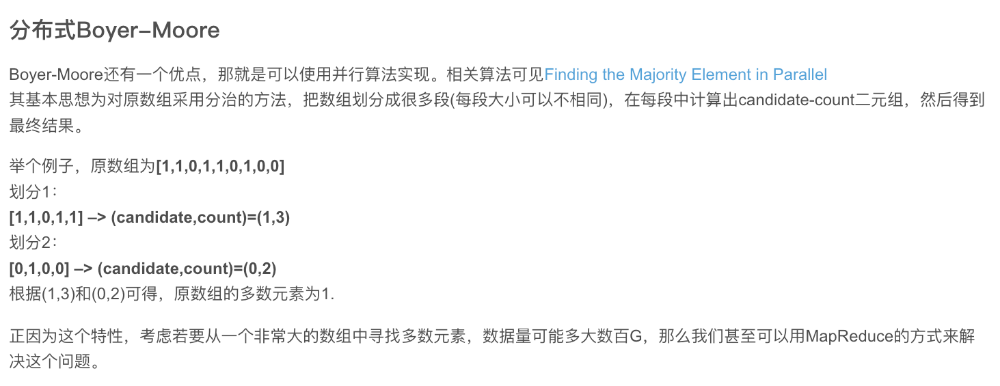 分布式Boyer–Moore
Boyer-Moore还有一个优点，那就是可以使用并行算法实现。相关算法可见Finding the Majority Element in Parallel
其基本思想为对原数组采用分治的方法，把数组划分成很多段(每段大小可以不相同)，在每段中计算出candidate-count二元组，然后得到
最终结果。
举个例子，原数组为[1,1,0,1,1,0,1,0,0]
划分1：
[1,1,0,1,1] –> (candidate,count)=(1,3)
划分2：
[0,1,0,0] –> (candidate,count)=(0,2)
根据(1,3)和(0,2)可得，原数组的多数元素为1.
正因为这个特性，考虑若要从一个非常大的数组中寻找多数元素，数据量可能多大数百G，那么我们甚至可以用MapReduce的方式来解
决这个问题。